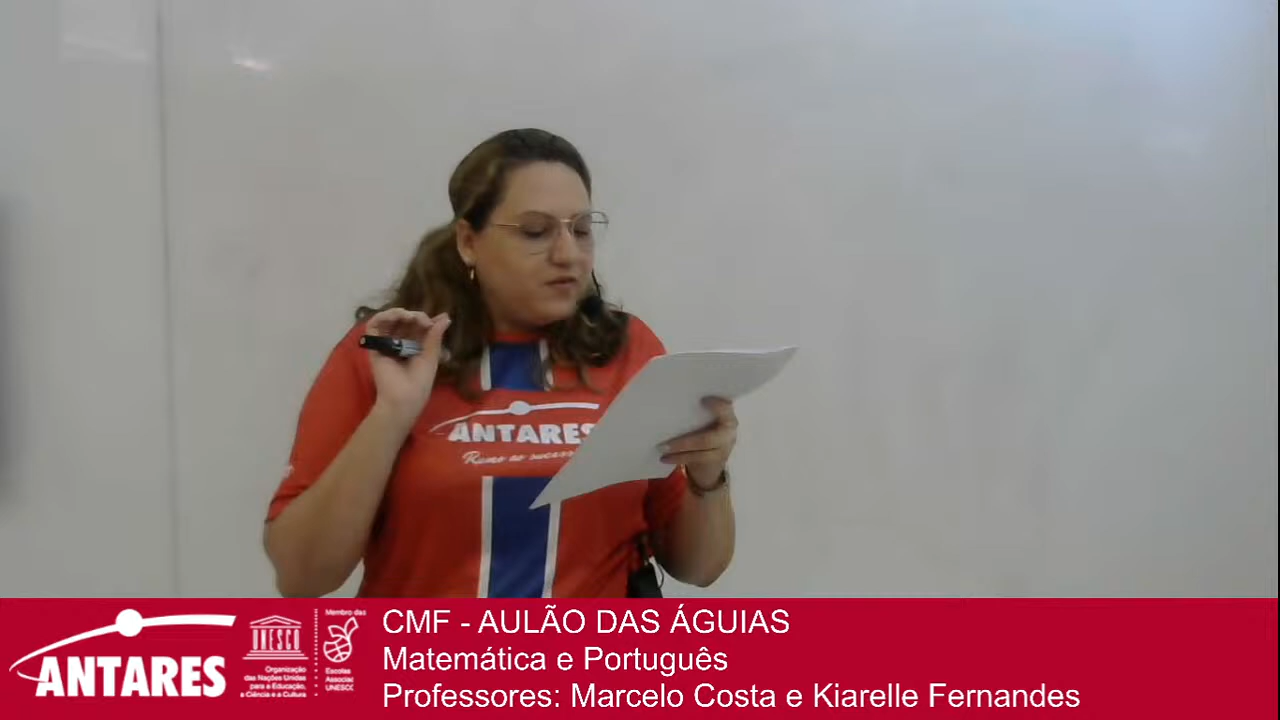 ANTARES
Rumo ao sucesso
ANTARES
UNESCO
Organização
das Nações Unidas
para a Educação,
a Ciência e a Cultura
Membro das
Escolas
Associadas
UNESCO
CMF - AULÃO DAS ÁGUIAS
Matemática e Português
Professores: Marcelo Costa e Kiarelle Fernandes